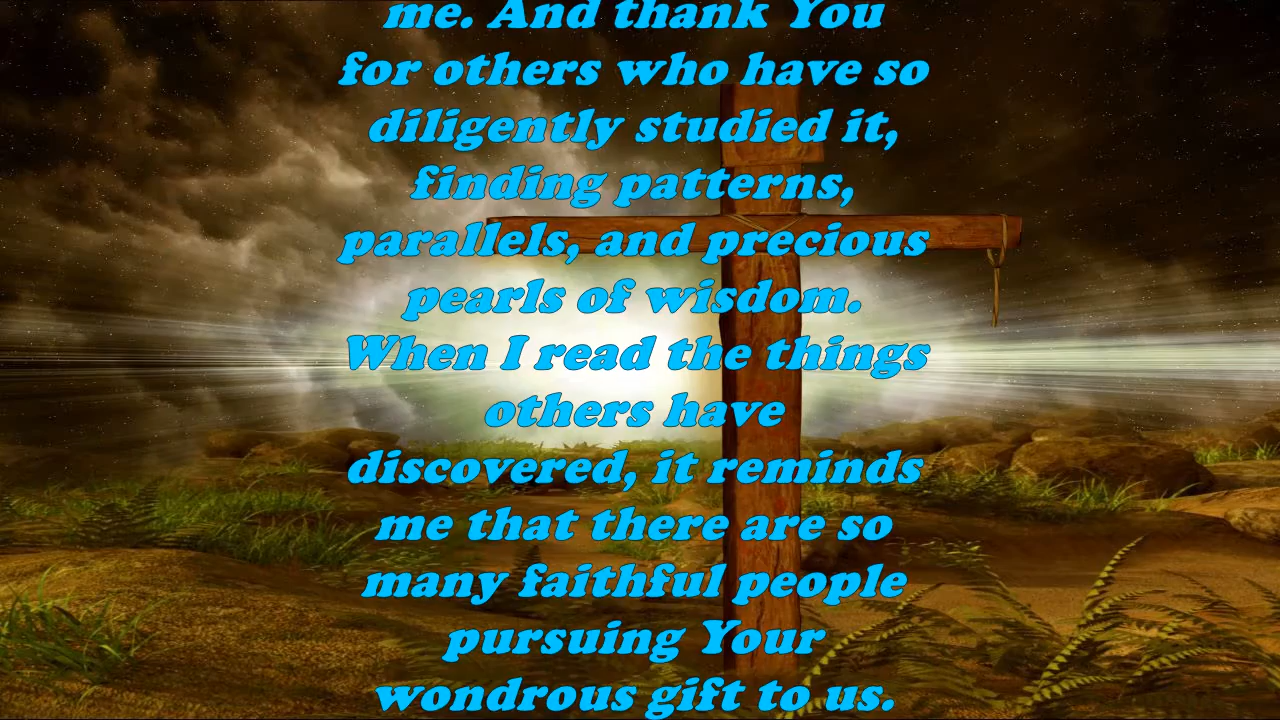 me. And thank You
for others who have so
diligently studied it,
finding patterns,
parallels, and precious
pearls of wisdom.
When I read the things
others have
discovered, it reminds
me that there are so
many faithful people
pursuing Your
wondrous gift to us.